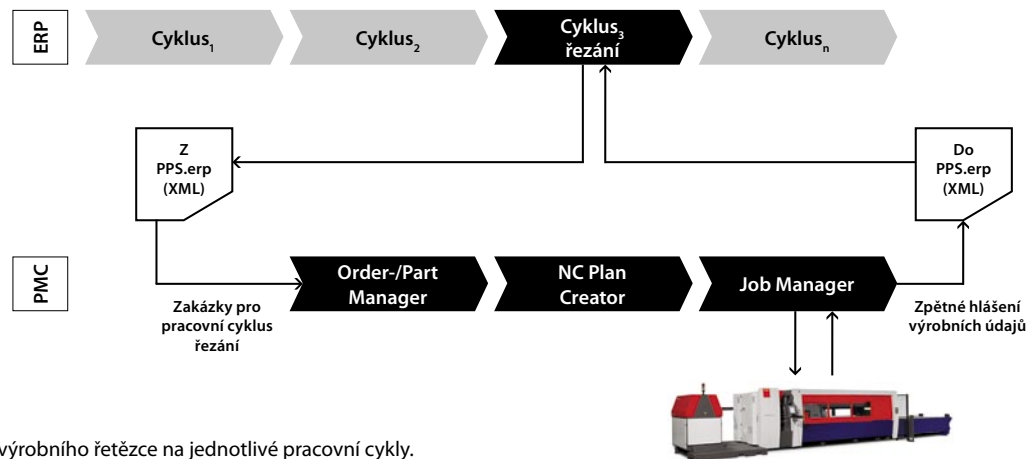 ERP
Cyklus1
Cyklus2
Cyklus3
řezání
Cyklusn
Z
PPS.erp
(XML)
Do
PPS.erp
(XML)
PMC
Order-/Part
Manager
NC Plan
Creator
Job Manager
Zakázky pro
pracovní cyklus
řezání
Zpětné hlášení
výrobních údajů
výrobního řetězce na jednotlivé pracovní cykly.